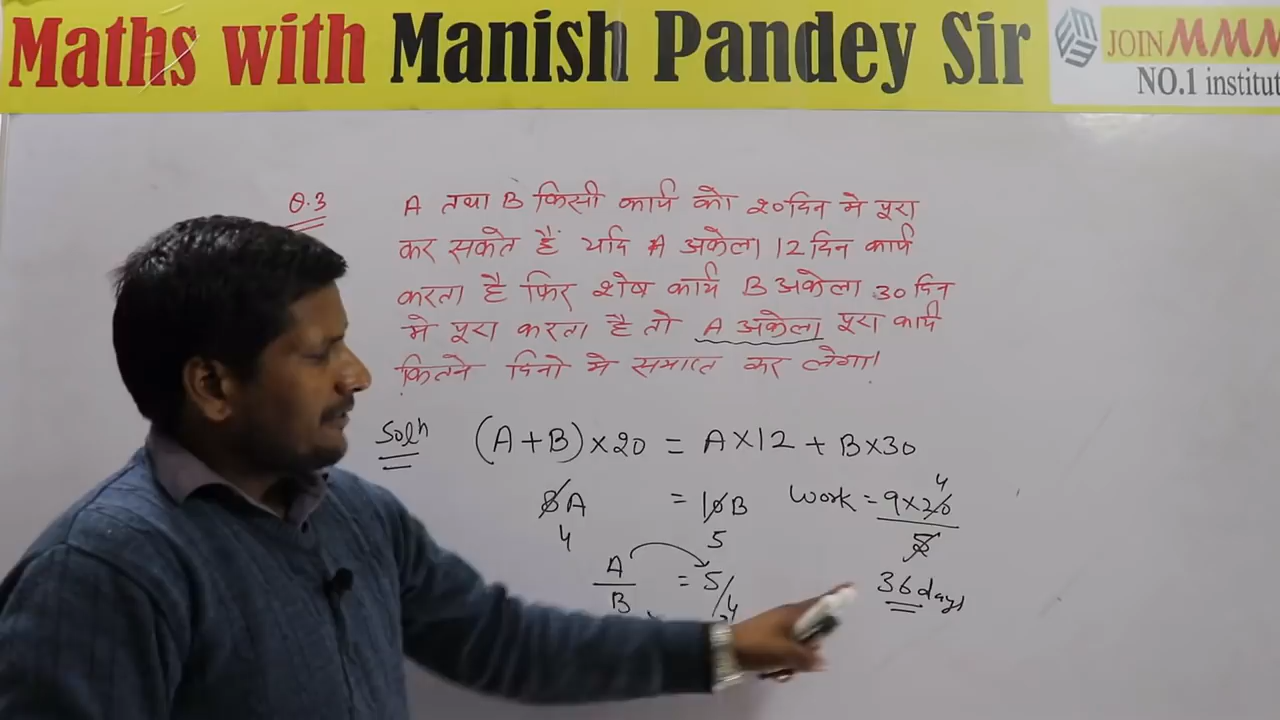 Maths with Manish Pandey Sir
JOIN MMM
NO.1 institut
Q.3
A तथा B किसी कार्य को २० दिन मे पूरा
कर सकते हैं यदि A अकेला 12 दिन कार्य
करता है फिर शेष कार्य B अकेला 30 दिन
मे पूरा करता है तो A अकेला पूरा कार्य
कितने दिनो मे समाप्त कर लेगा।
Solⁿ (A+B)×20 = A×12 + B×30
8A = 10B
4 5
A/B = 5/4
Work = 9×20/5
4
36 days